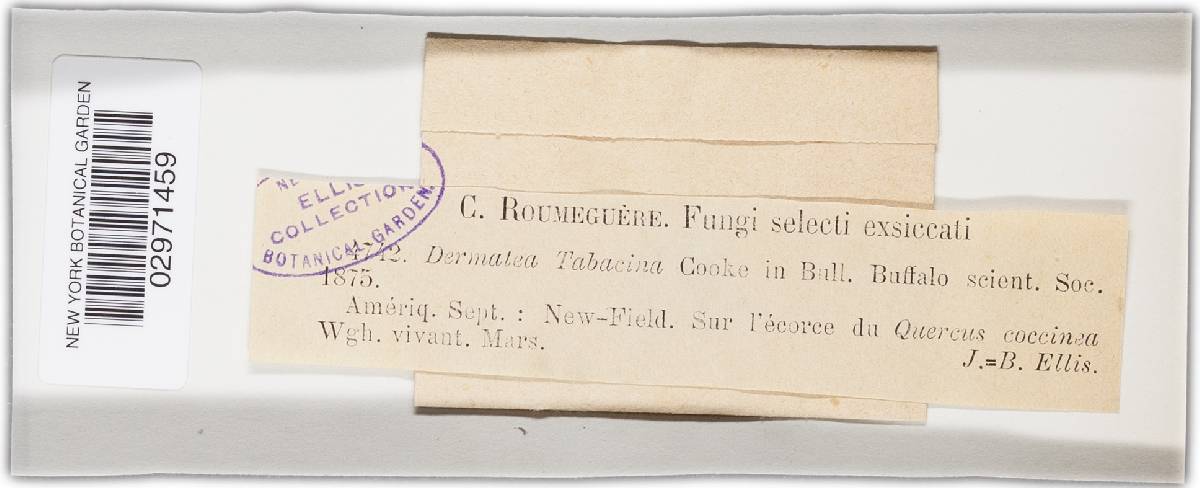 NEW YORK BOTANICAL GARDEN
02971459
ELLIS
COLLECTION
BOTANICAL GARDEN.
C. ROUMEGUÈRE. Fungi selecti exsiccati
4742. Dermatea Tabacina Cooke in Bull. Buffalo scient. Soc.
1875.
Amériq. Sept. : New-Field. Sur l'écorce du Quercus coccinea
Wgh. vivant. Mars.
J.=B. Ellis.